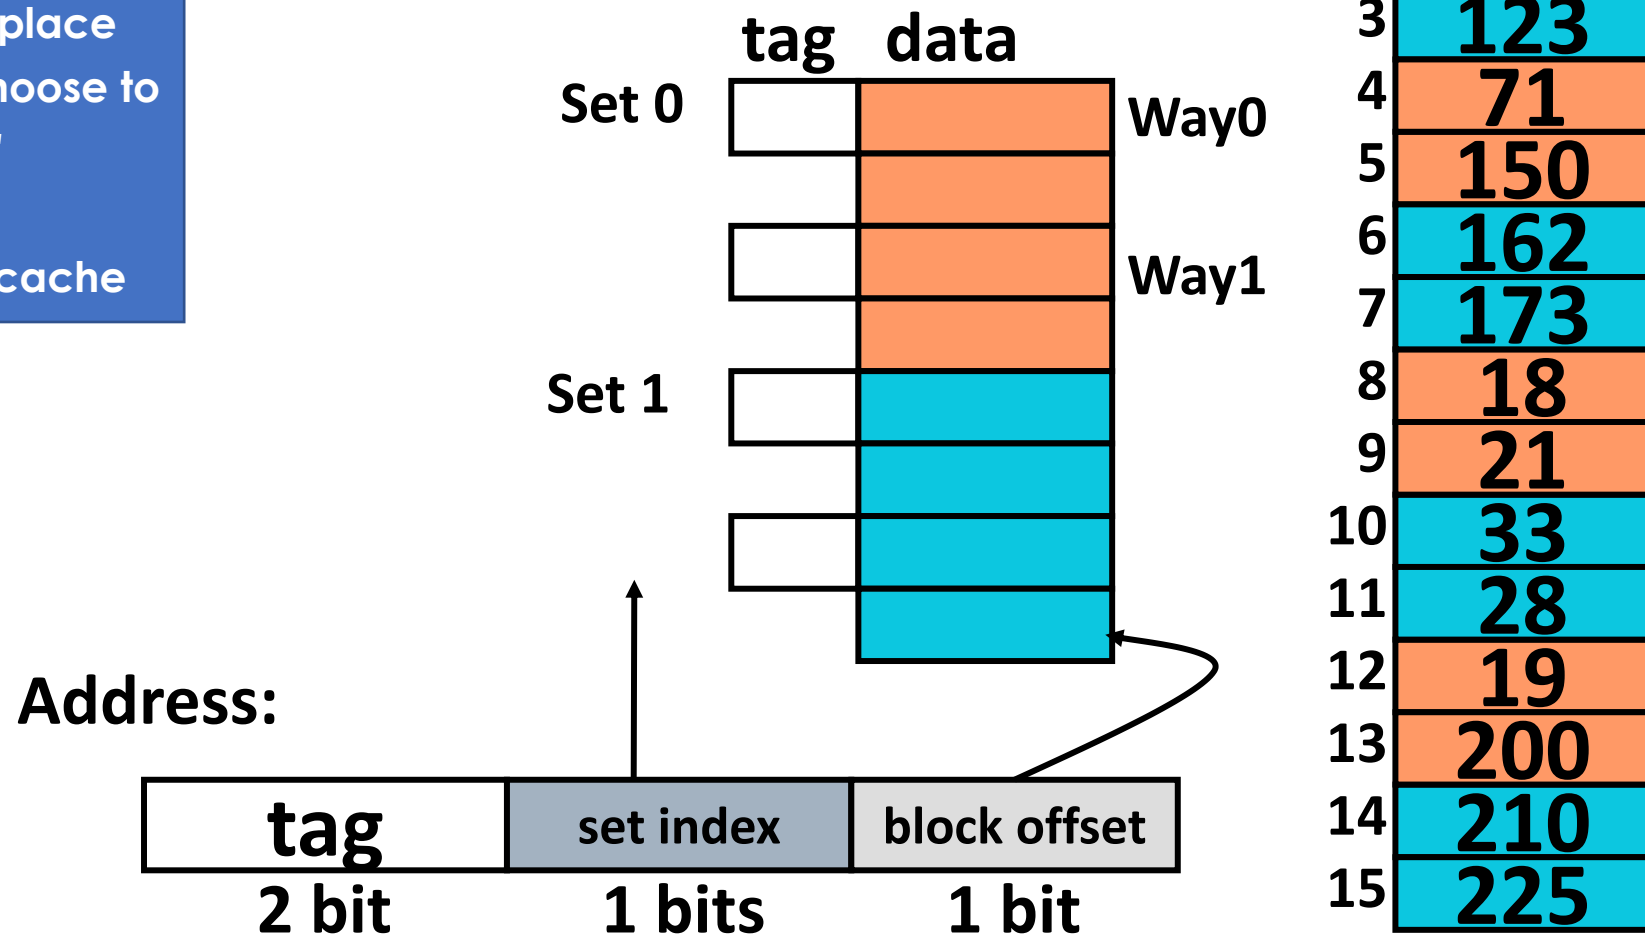 place
hoose to
cache
tag data
Set 0
Way0
Way1
Set 1
Address:
tag set index block offset
2 bit 1 bits 1 bit
3 123
4 71
5 150
6 162
7 173
8 18
9 21
10 33
11 28
12 19
13 200
14 210
15 225